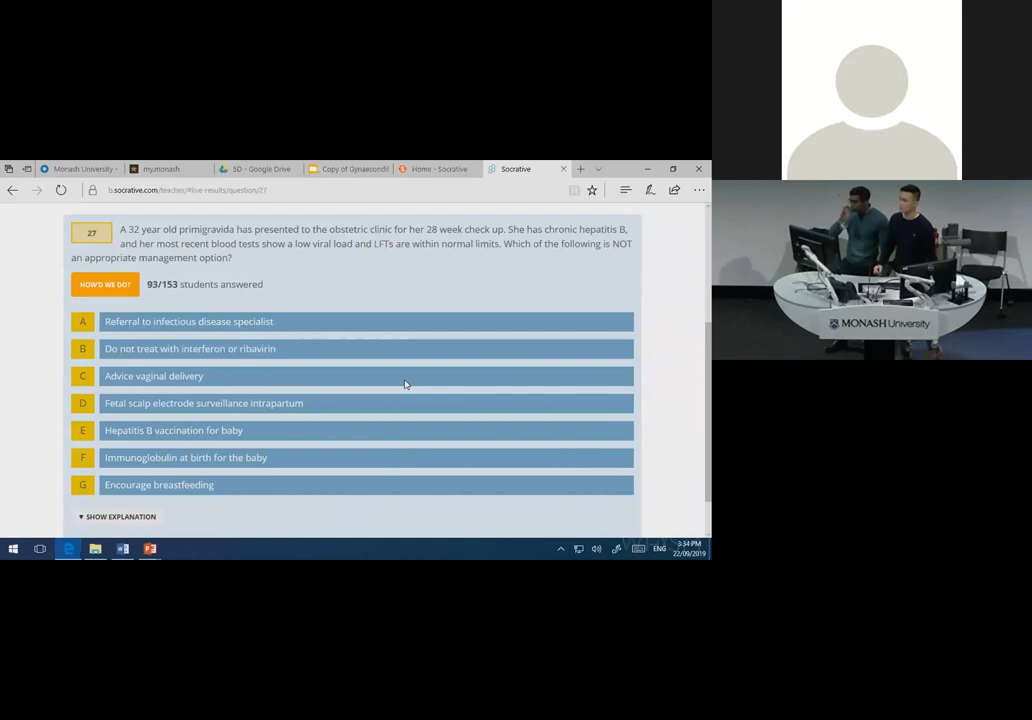 Monash University -
my.monash
5D - Google Drive
Copy of Gynaecondit
Home - Socrative
Socrative
b.socrative.com/teacher/#live-results/question/27
27
A 32 year old primigravida has presented to the obstetric clinic for her 28 week check up. She has chronic hepatitis B,
and her most recent blood tests show a low viral load and LFTs are within normal limits. Which of the following is NOT
an appropriate management option?
HOW'D WE DO?
93/153 students answered
A Referral to infectious disease specialist
B Do not treat with interferon or ribavirin
C Advice vaginal delivery
D Fetal scalp electrode surveillance intrapartum
E Hepatitis B vaccination for baby
F Immunoglobulin at birth for the baby
G Encourage breastfeeding
▼ SHOW EXPLANATION
ENG
3:34 PM
22/09/2019
MONASH University